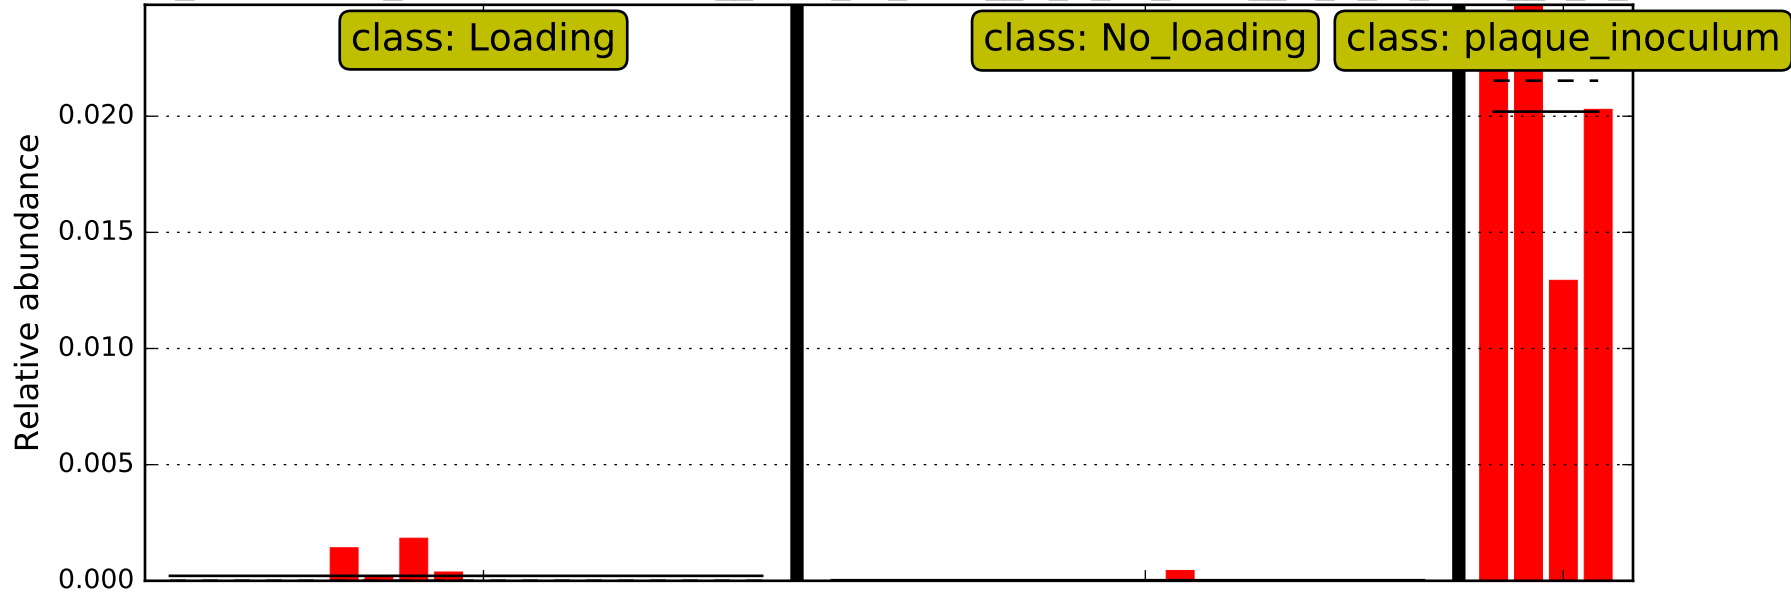 class: Loading
class: No_loading
class: plaque_inoculum
Relative abundance
0.020
0.015
0.010
0.005
0.000